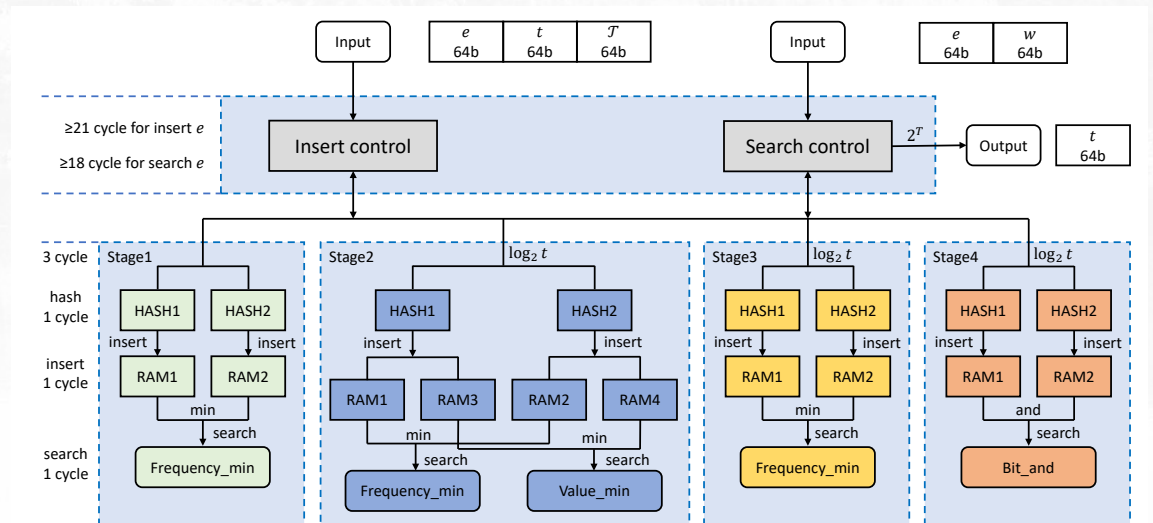 Input
e
t
𝒯
64b
64b
64b
Input
e
w
64b
64b
≥21 cycle for insert e
≥18 cycle for search e
Insert control
Search control
2^T
Output
t
64b
3 cycle
hash
1 cycle
insert
1 cycle
search
1 cycle
Stage1
HASH1
HASH2
insert
insert
RAM1
RAM2
min
search
Frequency_min
Stage2
log₂ t
HASH1
HASH2
insert
insert
RAM1
RAM3
RAM2
RAM4
min
min
search
search
Frequency_min
Value_min
Stage3
log₂ t
HASH1
HASH2
insert
insert
RAM1
RAM2
min
search
Frequency_min
Stage4
log₂ t
HASH1
HASH2
insert
insert
RAM1
RAM2
and
search
Bit_and